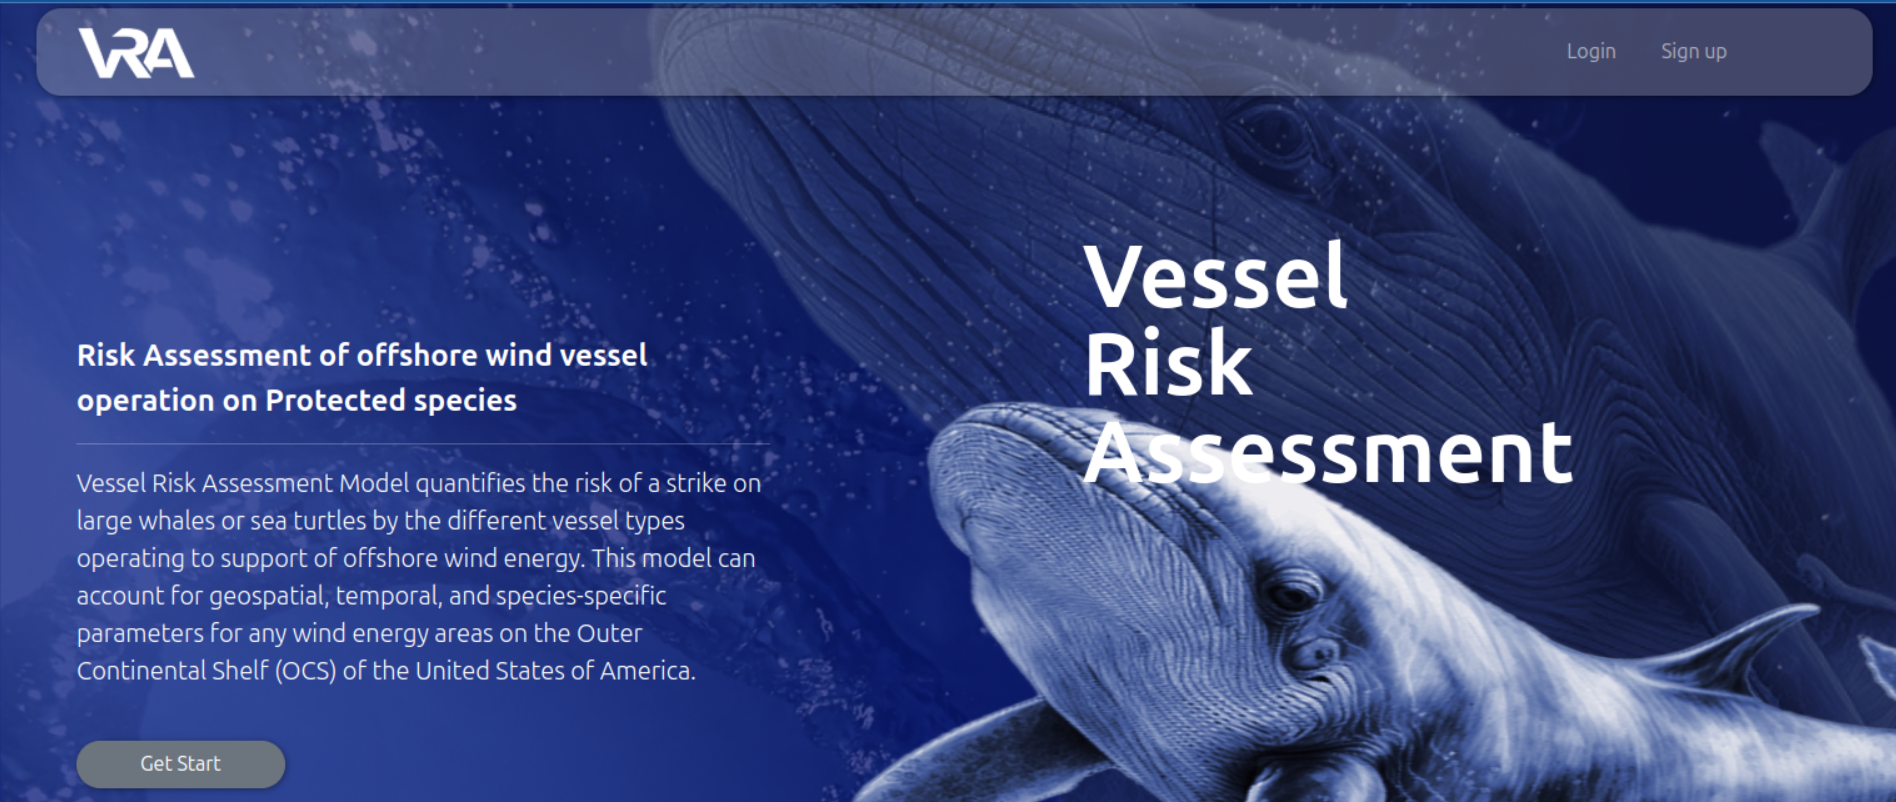 VRA
Login
Sign up
Vessel
Risk
Assessment
Risk Assessment of offshore wind vessel
operation on Protected species
Vessel Risk Assessment Model quantifies the risk of a strike on
large whales or sea turtles by the different vessel types
operating to support of offshore wind energy. This model can
account for geospatial, temporal, and species-specific
parameters for any wind energy areas on the Outer
Continental Shelf (OCS) of the United States of America.
Get Start